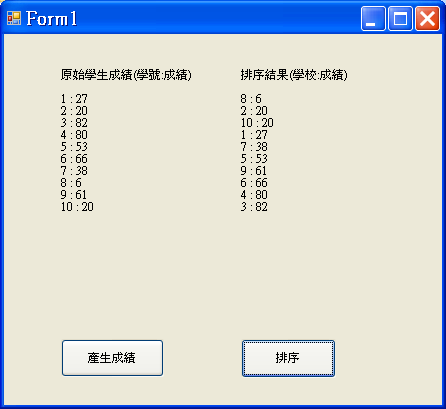 Form1
原始學生成績(學號:成績)
1 : 27
2 : 20
3 : 82
4 : 80
5 : 53
6 : 66
7 : 38
8 : 6
9 : 61
10 : 20
排序結果(學校:成績)
8 : 6
2 : 20
10 : 20
1 : 27
7 : 38
5 : 53
9 : 61
6 : 66
4 : 80
3 : 82
產生成績
排序